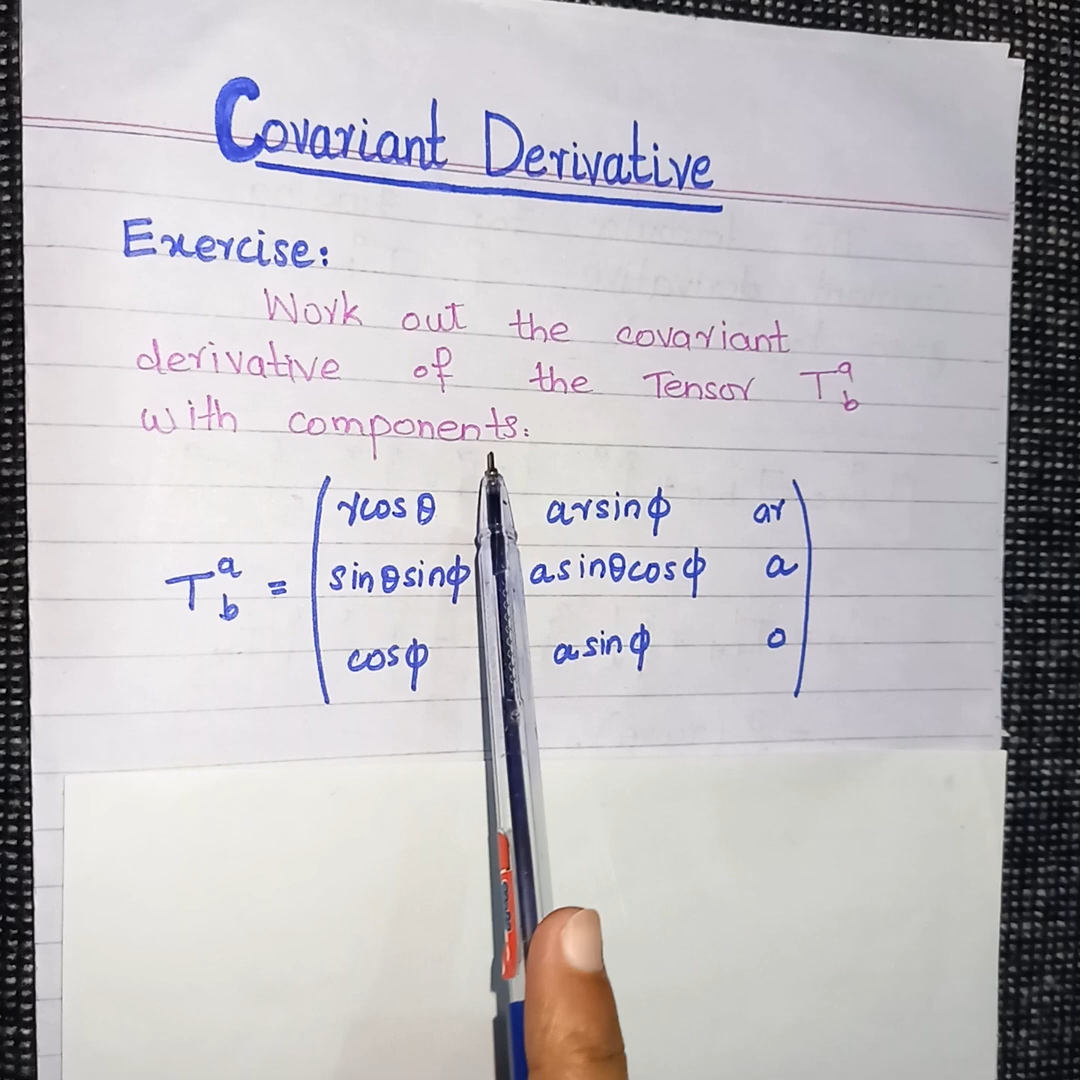 Covariant Derivative
Exercise:
Work out the covariant
derivative of the Tensor T^a_b
with components.
T^a_b = ( rcosθ arsinϕ ar
sinθsinϕ asinθcosϕ a
cosϕ asinϕ 0 )